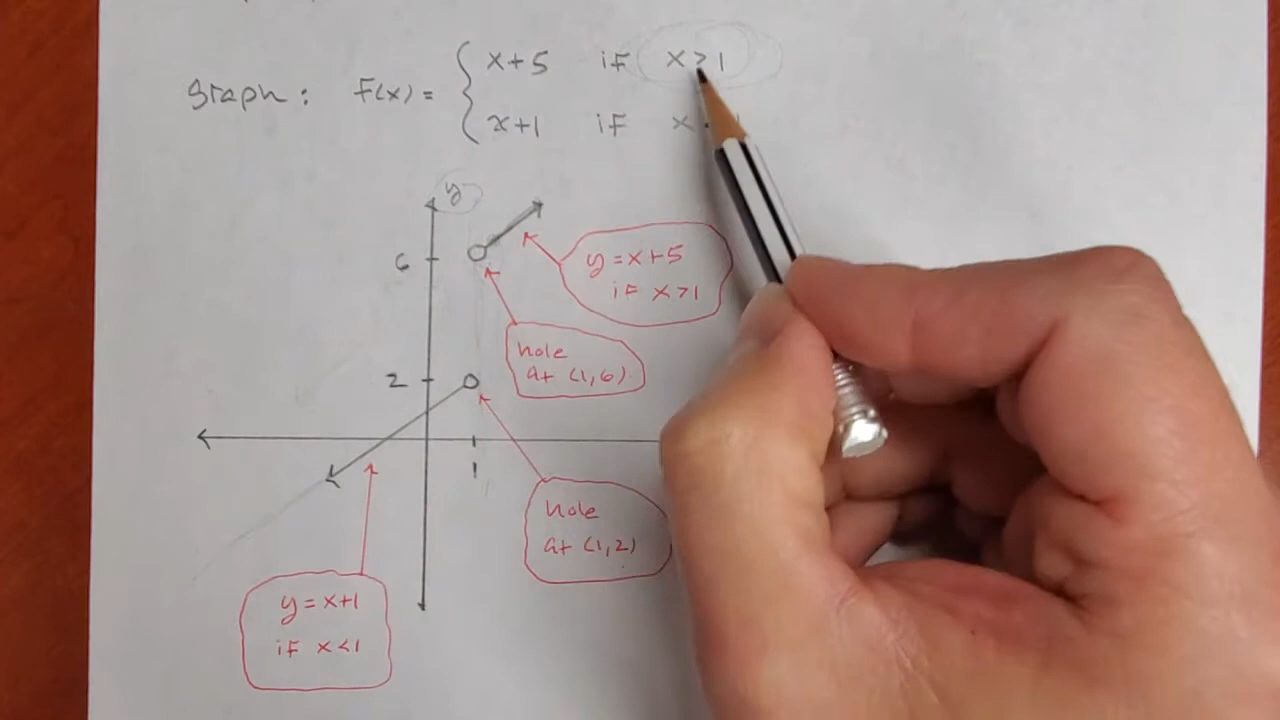 Graph: F(x) = { x+5 if x>1
x+1 if x 1
y
6
y=x+5
if x>1
hole
at (1,6)
2
1
hole
at (1,2)
y=x+1
if x<1